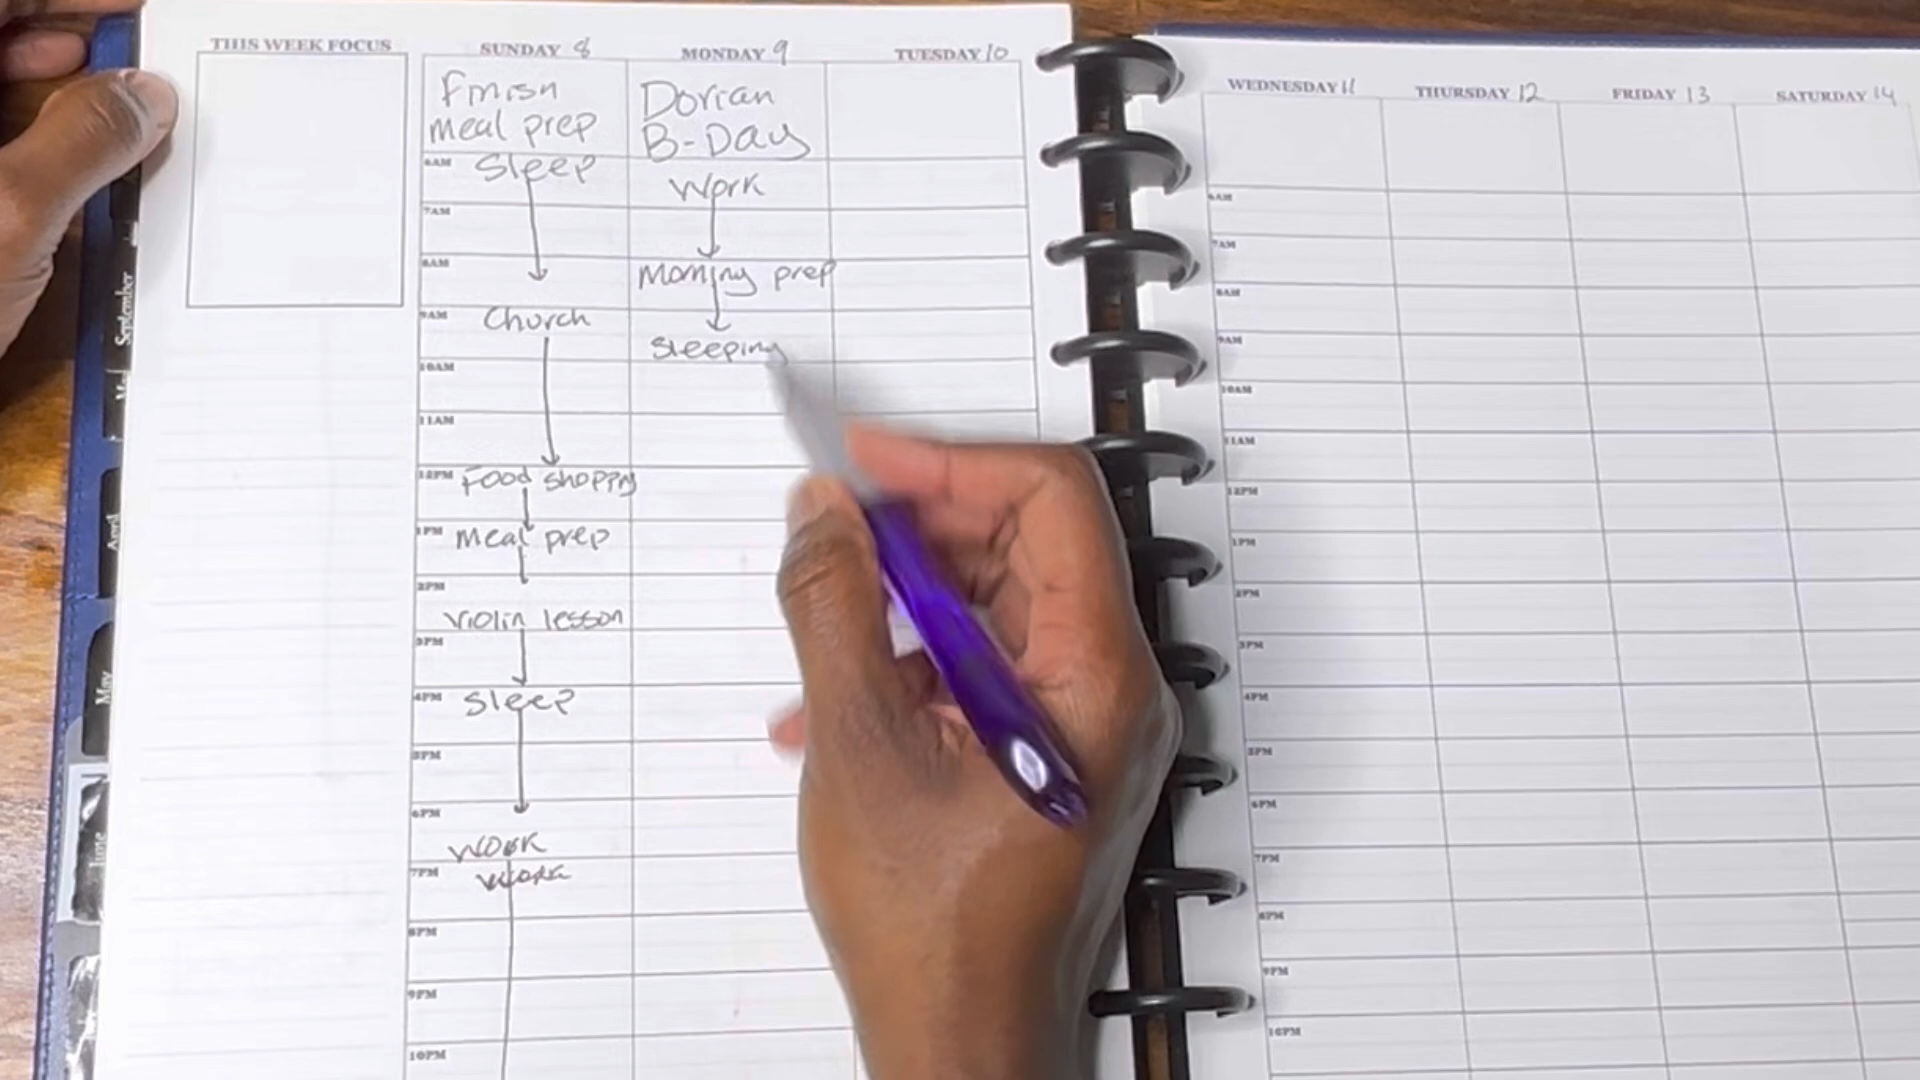 THIS WEEK FOCUS
SUNDAY 8
MONDAY 9
TUESDAY 10
Finish
meal prep
Dorian
B-Day
6AM
Sleep
Work
7AM
8AM
Morning prep
9AM
Church
Sleeping
10AM
11AM
12PM
Food shoppng
1PM
meal prep
2PM
Violin lesson
3PM
4PM
Sleep
5PM
6PM
Work
7PM
Work
8PM
9PM
10PM
WEDNESDAY 11
THURSDAY 12
FRIDAY 13
SATURDAY 14
6AM
7AM
8AM
9AM
10AM
11AM
12PM
1PM
2PM
3PM
4PM
5PM
6PM
7PM
8PM
9PM
10PM
September
April
May
June